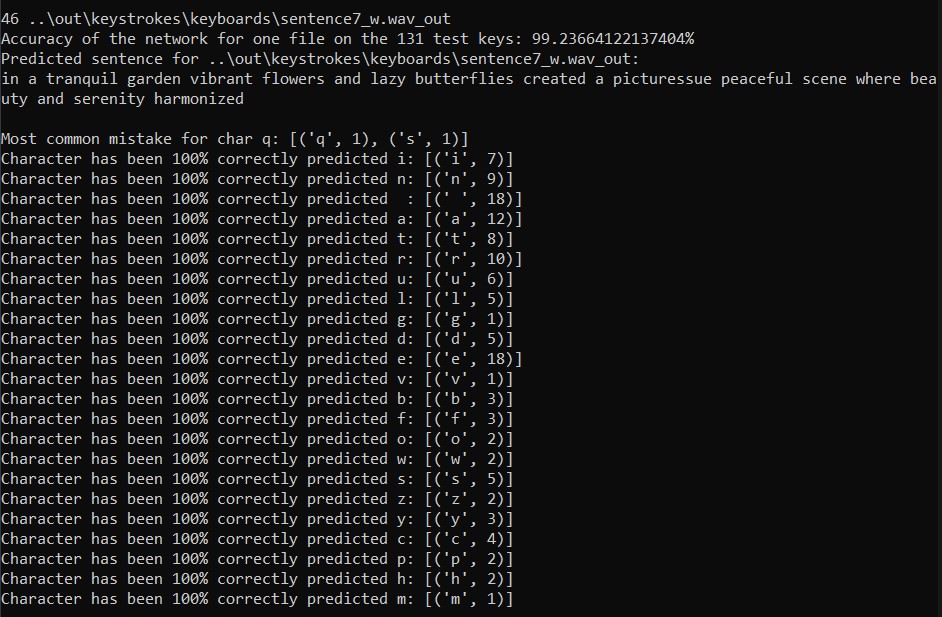 46 ..\out\keystrokes\keyboards\sentence7_w.wav_out
Accuracy of the network for one file on the 131 test keys: 99.23664122137404%
Predicted sentence for ..\out\keystrokes\keyboards\sentence7_w.wav_out:
in a tranquil garden vibrant flowers and lazy butterflies created a picturessue peaceful scene where bea
uty and serenity harmonized

Most common mistake for char q: [('q', 1), ('s', 1)]
Character has been 100% correctly predicted i: [('i', 7)]
Character has been 100% correctly predicted n: [('n', 9)]
Character has been 100% correctly predicted  : [(' ', 18)]
Character has been 100% correctly predicted a: [('a', 12)]
Character has been 100% correctly predicted t: [('t', 8)]
Character has been 100% correctly predicted r: [('r', 10)]
Character has been 100% correctly predicted u: [('u', 6)]
Character has been 100% correctly predicted l: [('l', 5)]
Character has been 100% correctly predicted g: [('g', 1)]
Character has been 100% correctly predicted d: [('d', 5)]
Character has been 100% correctly predicted e: [('e', 18)]
Character has been 100% correctly predicted v: [('v', 1)]
Character has been 100% correctly predicted b: [('b', 3)]
Character has been 100% correctly predicted f: [('f', 3)]
Character has been 100% correctly predicted o: [('o', 2)]
Character has been 100% correctly predicted w: [('w', 2)]
Character has been 100% correctly predicted s: [('s', 5)]
Character has been 100% correctly predicted z: [('z', 2)]
Character has been 100% correctly predicted y: [('y', 3)]
Character has been 100% correctly predicted c: [('c', 4)]
Character has been 100% correctly predicted p: [('p', 2)]
Character has been 100% correctly predicted h: [('h', 2)]
Character has been 100% correctly predicted m: [('m', 1)]